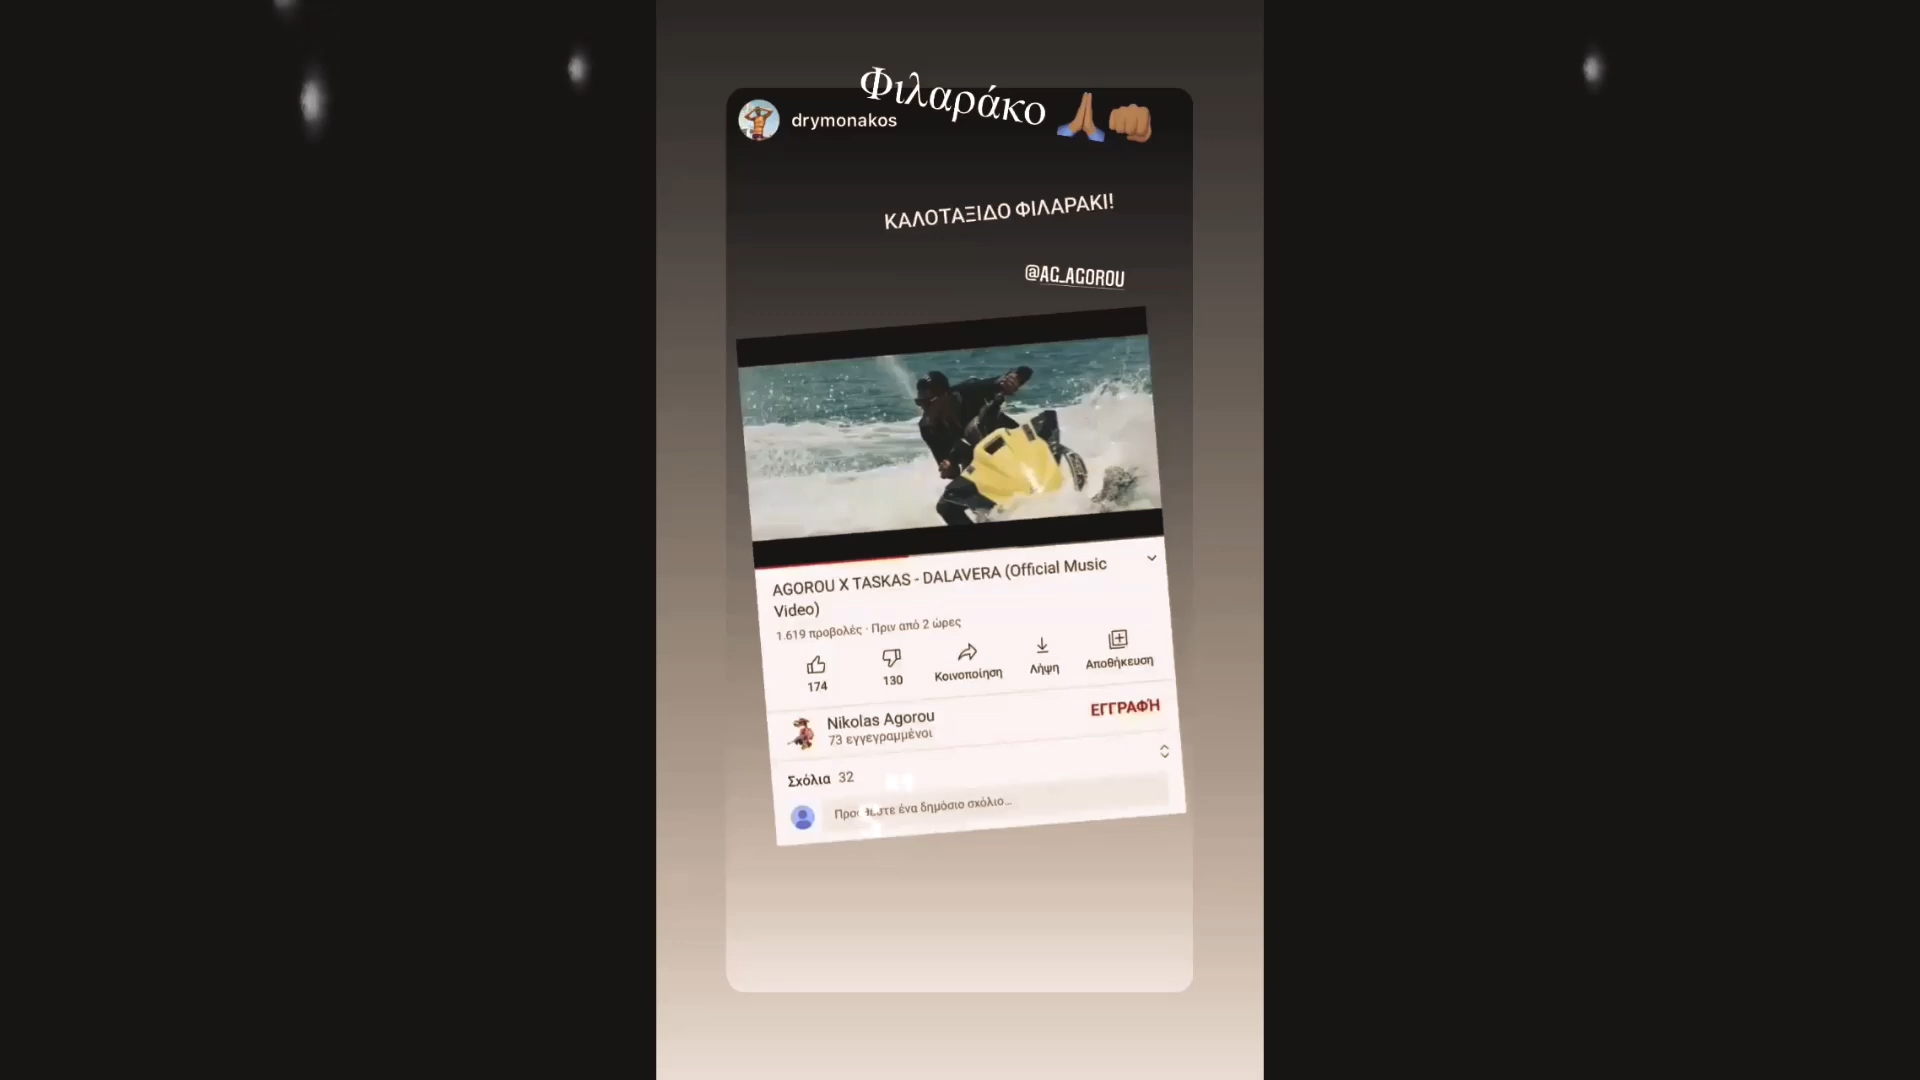 Φιλαράκο 🙏👊
drymonakos
ΚΑΛΟΤΑΞΙΔΟ ΦΙΛΑΡΑΚΙ!
@AG_AGOROU
AGOROU X TASKAS - DALAVERA (Official Music
Video)
1.619 προβολές · Πριν από 2 ώρες
174
130
Κοινοποίηση
Λήψη
Αποθήκευση
Nikolas Agorou
73 εγγεγραμμένοι
ΕΓΓΡΑΦΉ
Σχόλια 32
ένα δημόσιο σχόλιο...